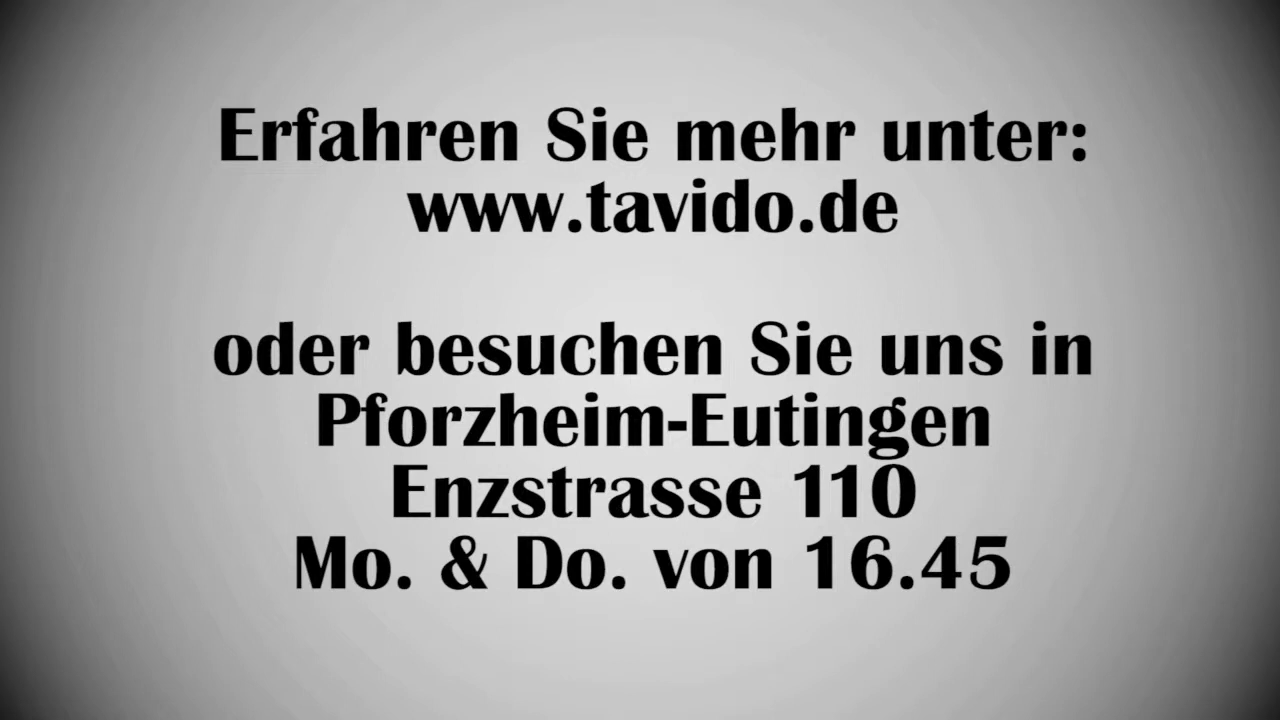 Erfahren Sie mehr unter:
www.tavido.de
oder besuchen Sie uns in
Pforzheim-Eutingen
Enzstrasse 110
Mo. & Do. von 16.45